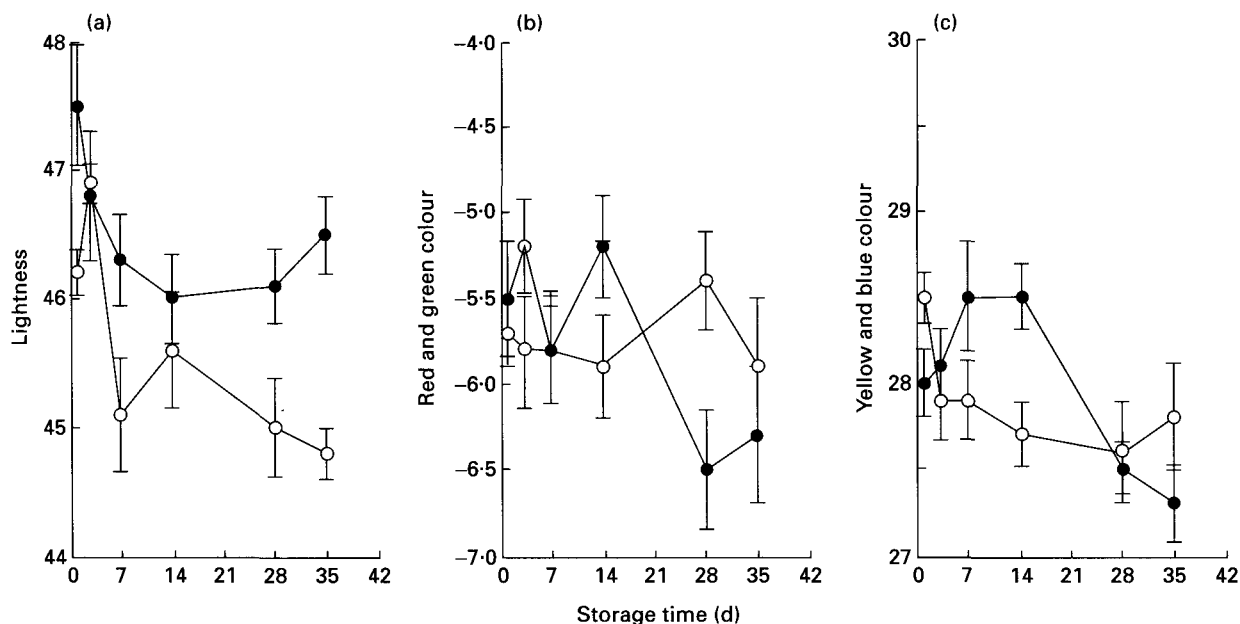 (a)
48
47
46
45
44
Lightness
0 7 14 21 28 35 42
(b)
−4·0
−4·5
−5·0
−5·5
−6·0
−6·5
−7·0
Red and green colour
0 7 14 21 28 35 42
(c)
30
29
28
27
Yellow and blue colour
0 7 14 21 28 35 42
Storage time (d)